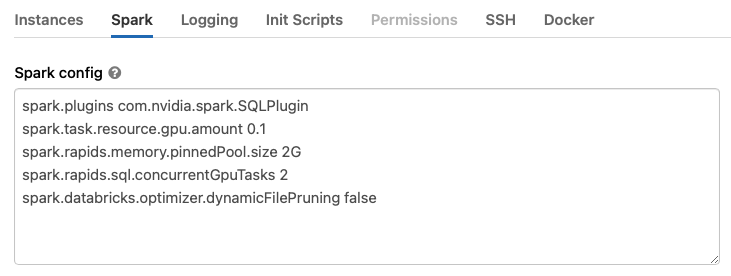 Instances Spark Logging Init Scripts Permissions SSH Docker
Spark config ?
spark.plugins com.nvidia.spark.SQLPlugin
spark.task.resource.gpu.amount 0.1
spark.rapids.memory.pinnedPool.size 2G
spark.rapids.sql.concurrentGpuTasks 2
spark.databricks.optimizer.dynamicFilePruning false